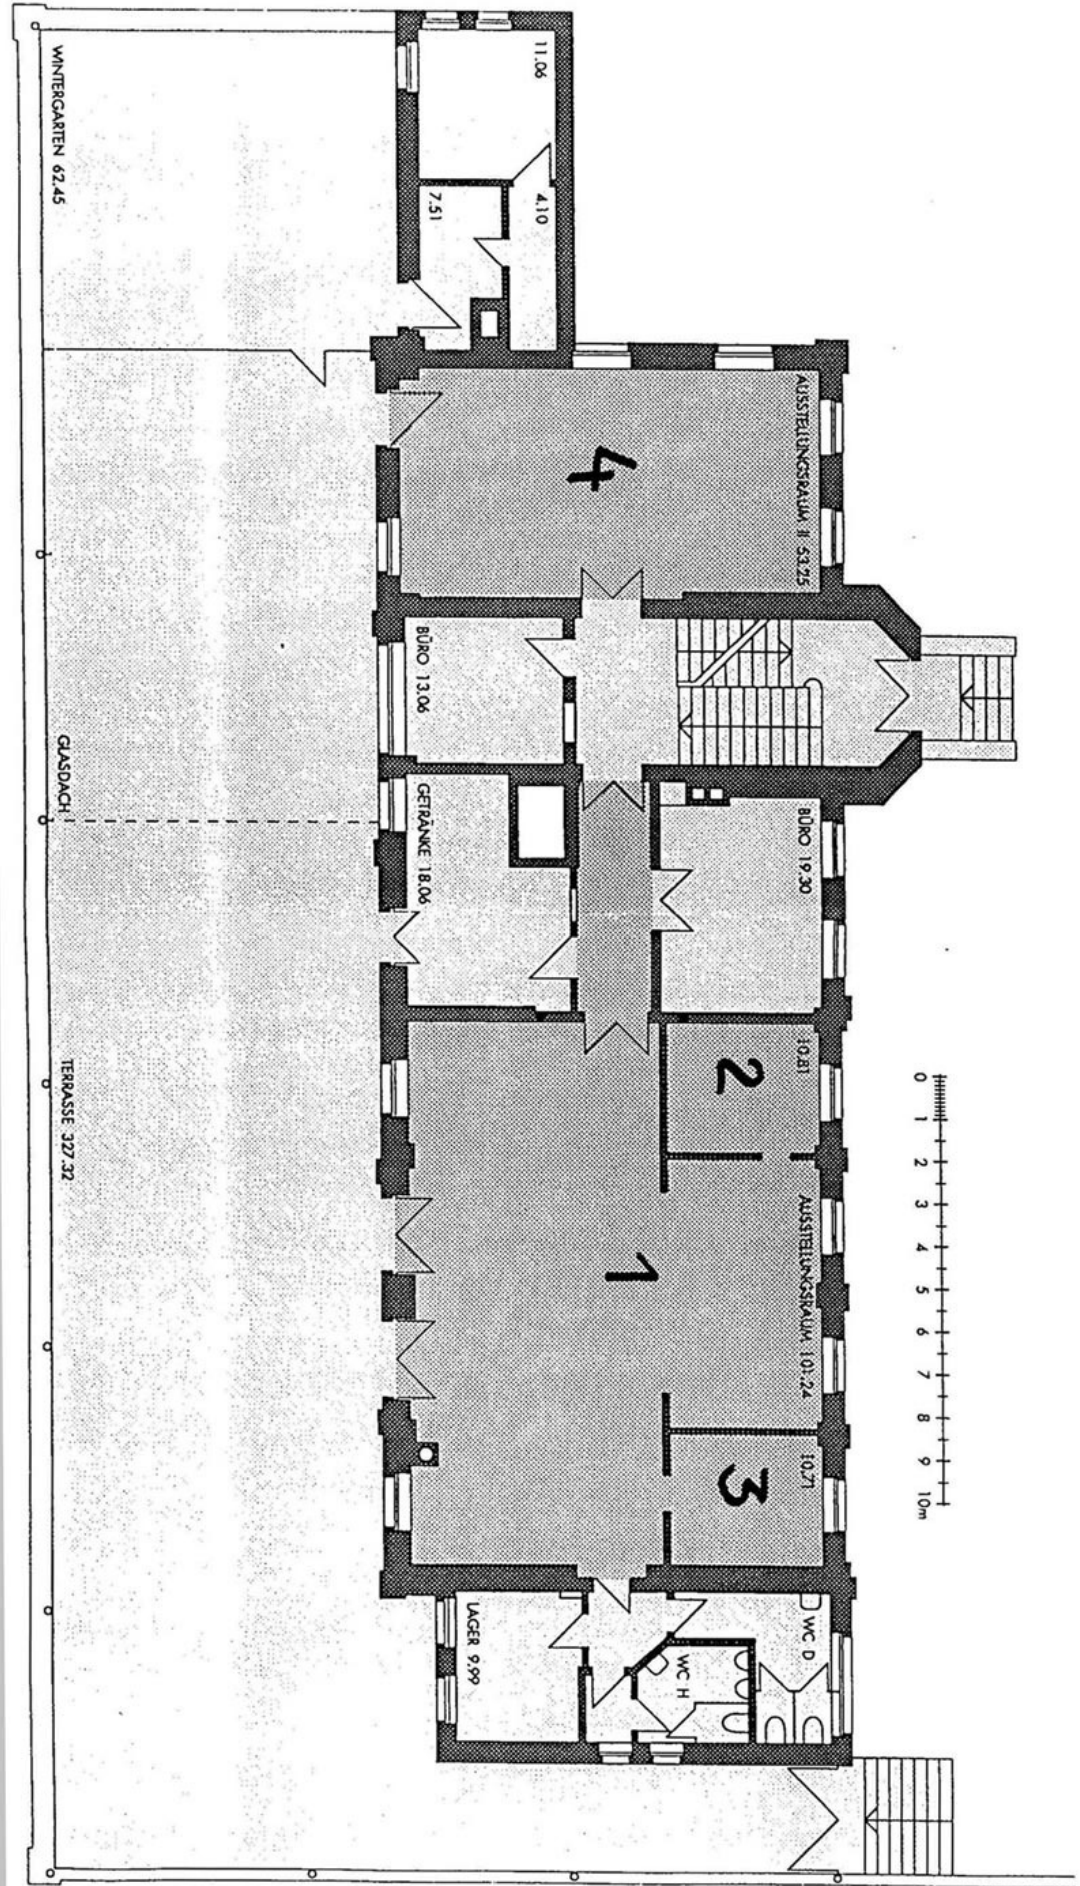 11.06
WINTERGARTEN 62.45
7.51
4.10
AUSSTELLUNGSRAUM II 53.25
4
BÜRO 13.06
GLASDACH
GETRÄNKE 18.06
BÜRO 19.30
TERRASSE 327.32
10.81
2
0 1 2 3 4 5 6 7 8 9 10m
AUSSTELLUNGSRAUM 101.24
1
10.71
3
LAGER 9.99
WC H
WC D